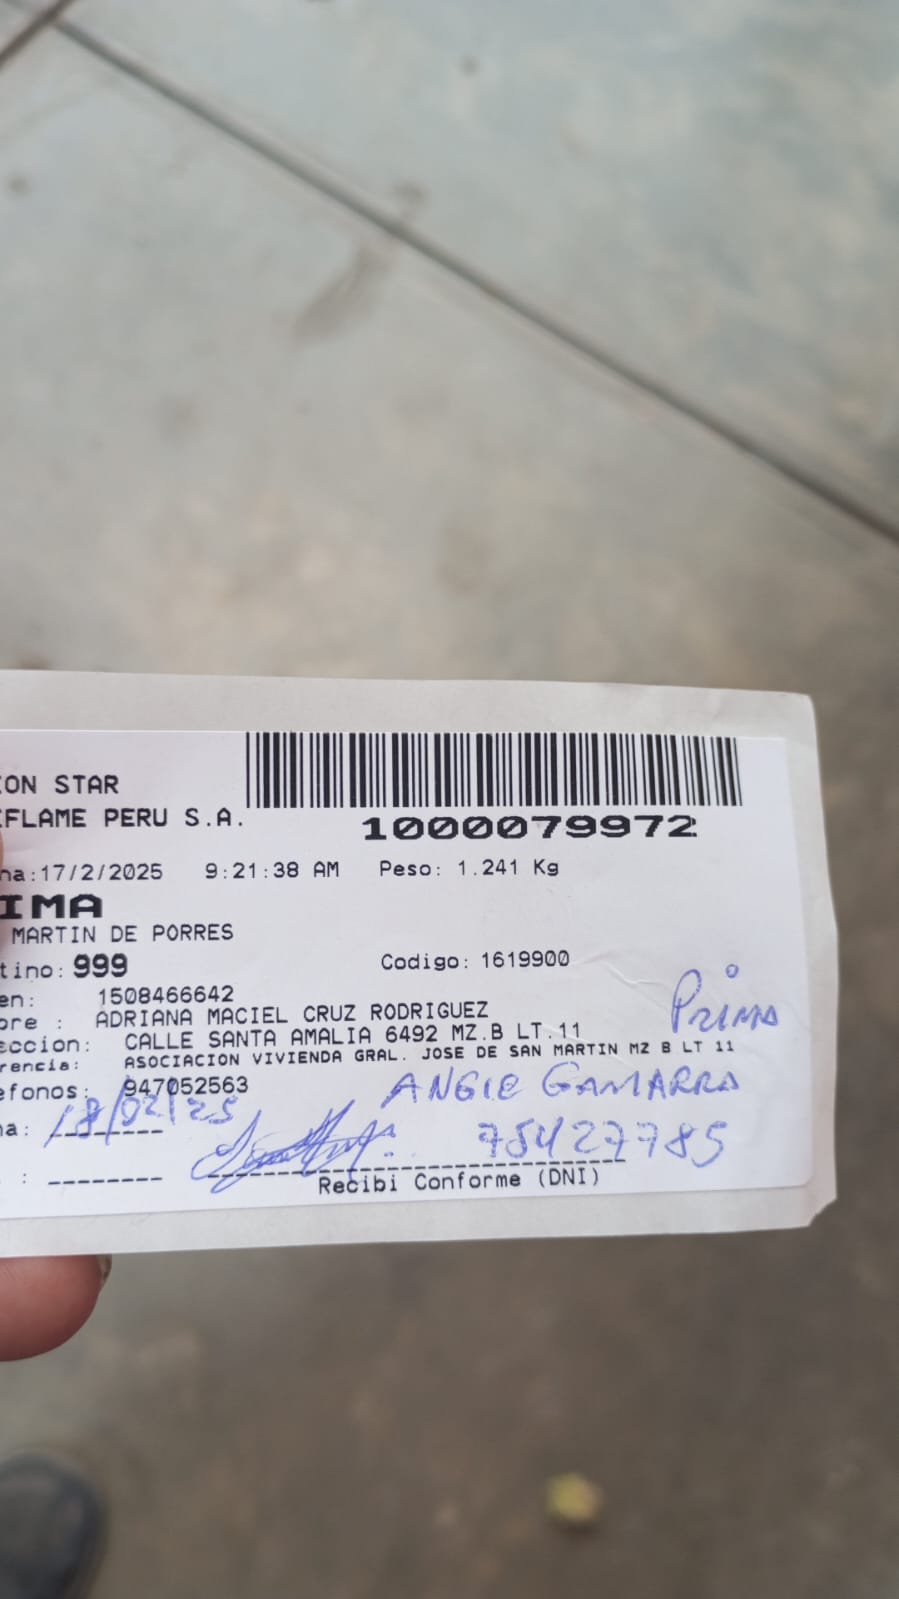 ON STAR
FLAME PERU S.A.
1000079972
na:17/2/2025 9:21:38 AM Peso: 1.241 Kg
IMA
MARTIN DE PORRES
tino: 999 Codigo: 1619900
en: 1508466642
bre : ADRIANA MACIEL CRUZ RODRIGUEZ
Prima
eccion: CALLE SANTA AMALIA 6492 MZ.B LT.11
rencia: ASOCIACION VIVIENDA GRAL. JOSE DE SAN MARTIN MZ B LT 11
efonos: 947052563
ANGIE GAMARRA
na: 18/02/25
75427785
: --------
Recibi Conforme (DNI)